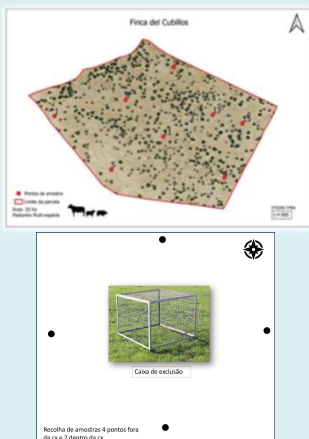 Finca del Cubillos
Pontos de amostra
Limite da parcela
Área: 33 ha
Pastoreio Multi-espécie
Caixa de exclusão
Recolha de amostras 4 pontos fora
da cx e 2 dentro da cx